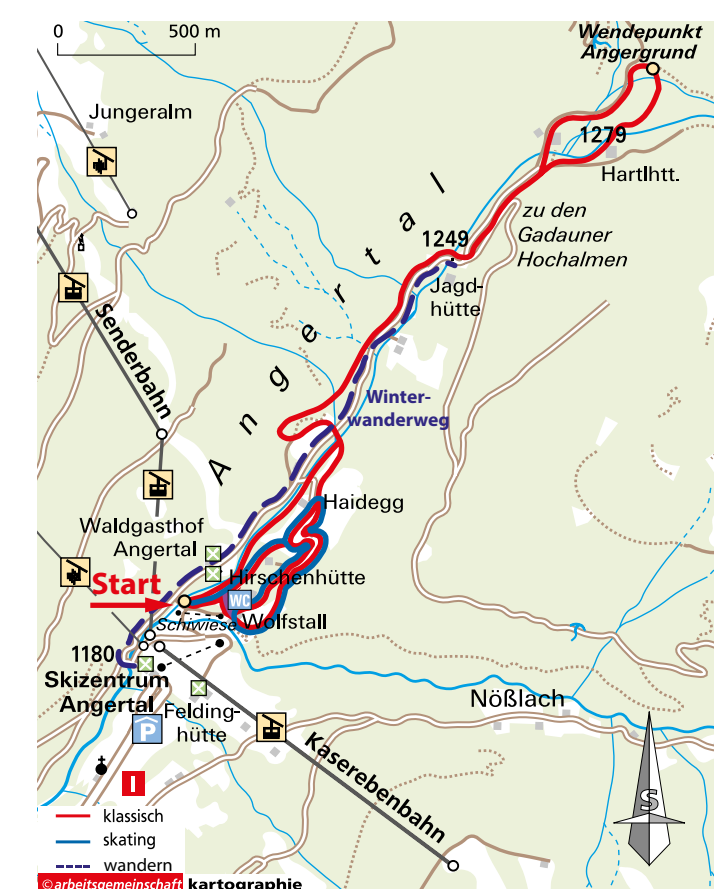 0 500 m
Wendepunkt
Angergrund
Jungeralm
1279
Hartlhtt.
zu den
Gadauner
Hochalmen
1249
Jagd-
hütte
Angertal
Senderbahn
Winter-
wanderweg
Haidegg
Waldgasthof
Angertal
Hirschenhütte
Start
WC
Schiwiese
Wolfstall
1180
Skizentrum
Angertal
Nößlach
Felding-
hütte
P
Kaserebenbahn
I
S
klassisch
skating
wandern
© arbeitsgemeinschaft kartographie